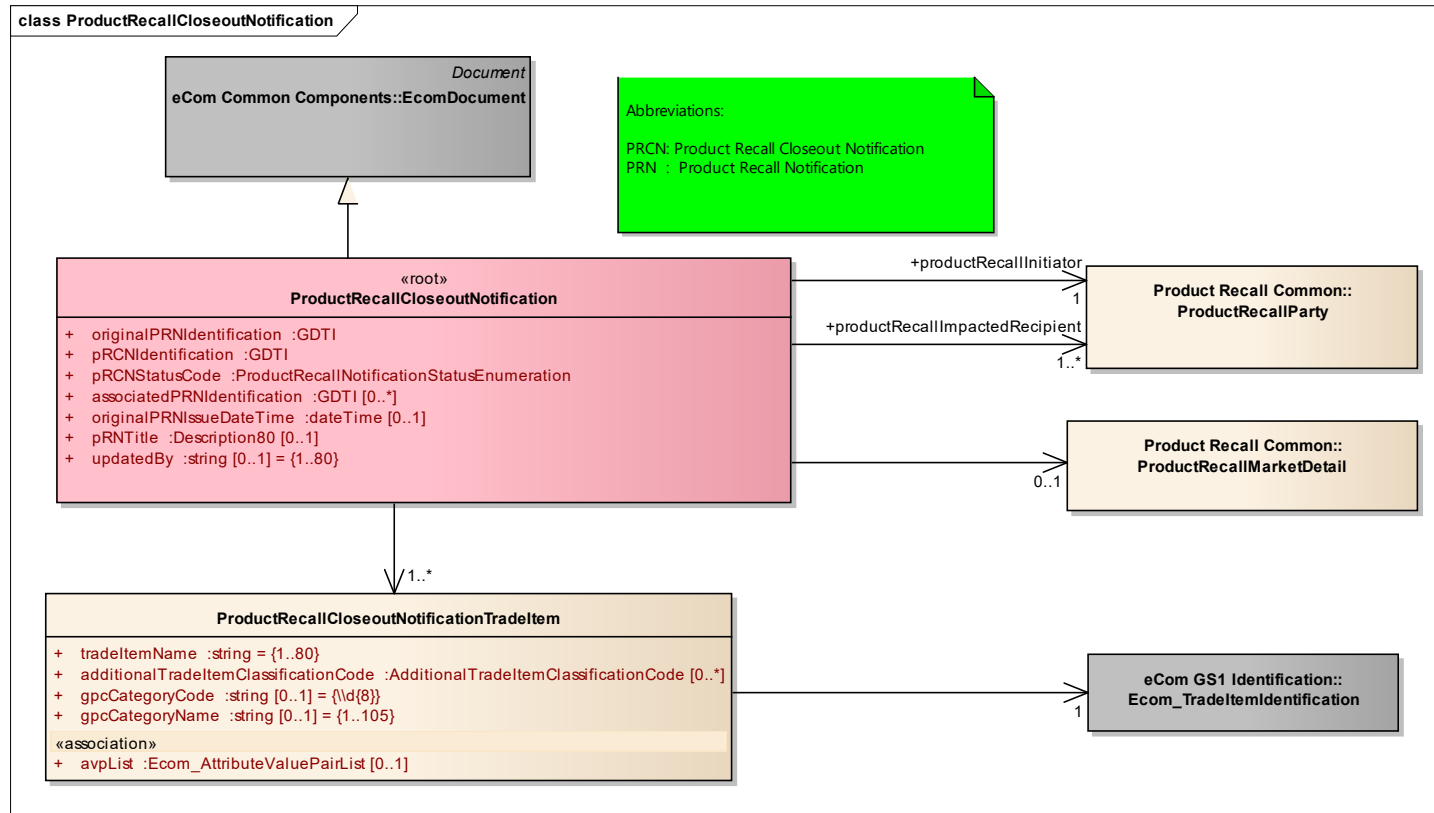 class ProductRecallCloseoutNotification
Document
eCom Common Components::EcomDocument
Abbreviations:
PRCN: Product Recall Closeout Notification
PRN : Product Recall Notification
«root»
ProductRecallCloseoutNotification
+ originalPRNIdentification :GDTI
+ pRCNIdentification :GDTI
+ pRCNStatusCode :ProductRecallNotificationStatusEnumeration
+ associatedPRNIdentification :GDTI [0..*]
+ originalPRNIssueDateTime :dateTime [0..1]
+ pRNTitle :Description80 [0..1]
+ updatedBy :string [0..1] = {1..80}
+productRecallInitiator
1
+productRecallImpactedRecipient
1..*
Product Recall Common::
ProductRecallParty
0..1
Product Recall Common::
ProductRecallMarketDetail
1..*
ProductRecallCloseoutNotificationTradeItem
+ tradeItemName :string = {1..80}
+ additionalTradeItemClassificationCode :AdditionalTradeItemClassificationCode [0..*]
+ gpcCategoryCode :string [0..1] = {\\d{8}}
+ gpcCategoryName :string [0..1] = {1..105}
«association»
+ avpList :Ecom_AttributeValuePairList [0..1]
1
eCom GS1 Identification::
Ecom_TradeItemIdentification